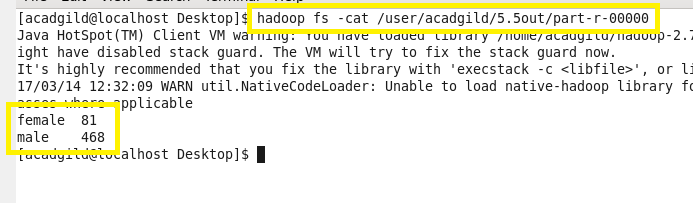 [acadgild@localhost Desktop]$ hadoop fs -cat /user/acadgild/5.5out/part-r-00000
Java HotSpot(TM) Client VM warning: You have loaded library /home/acadgild/hadoop-2.7
ight have disabled stack guard. The VM will try to fix the stack guard now.
It's highly recommended that you fix the library with 'execstack -c <libfile>', or li
17/03/14 12:32:09 WARN util.NativeCodeLoader: Unable to load native-hadoop library fo
asses where applicable
female 81
male 468
[acadgild@localhost Desktop]$